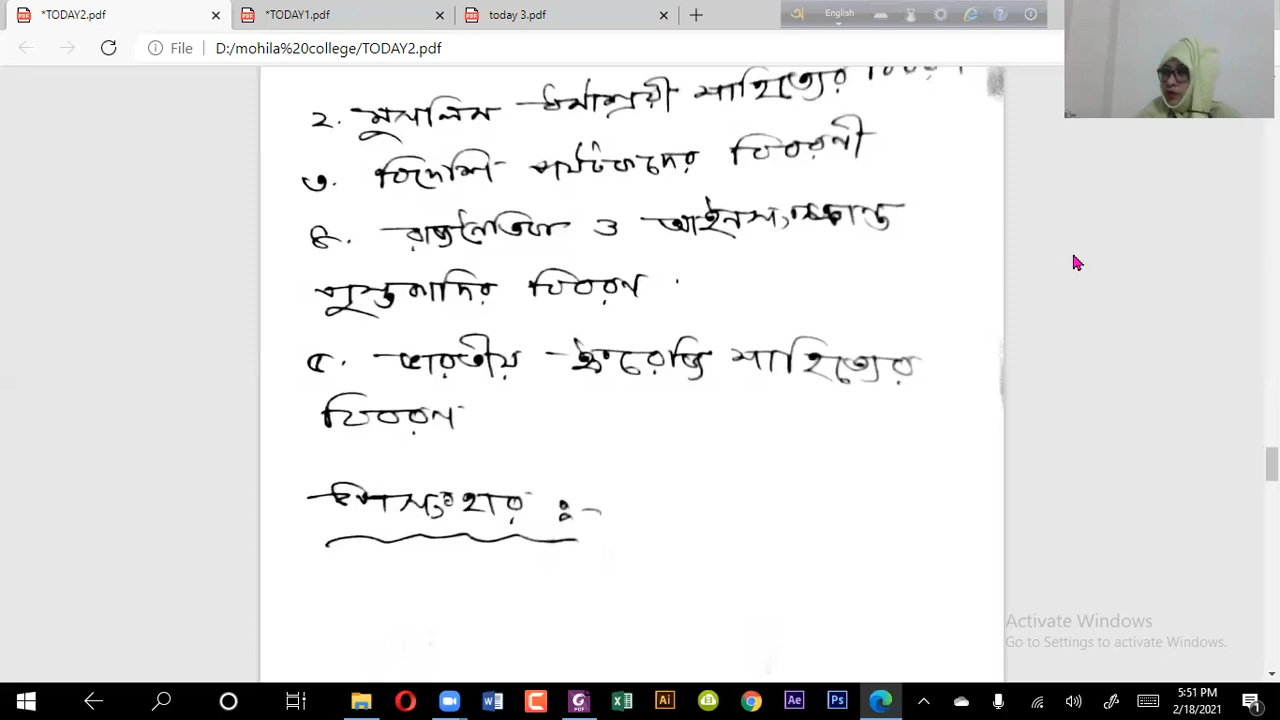 *TODAY2.pdf
*TODAY1.pdf
today 3.pdf
English
File
D:/mohila%20college/TODAY2.pdf
২. মুসলিম ধর্মাশ্রয়ী সাহিত্যের বিবরণ
৩. বিদেশি পর্যটকদের বিবরণী
৪. রাজনৈতিক ও আইনসংক্রান্ত
পুস্তকাদির বিবরণ
৫. ভারতীয় ইংরেজি সাহিত্যের
বিবরণ
উপসংহার ঃ-
Activate Windows
Go to Settings to activate Windows.
5:51 PM
2/18/2021